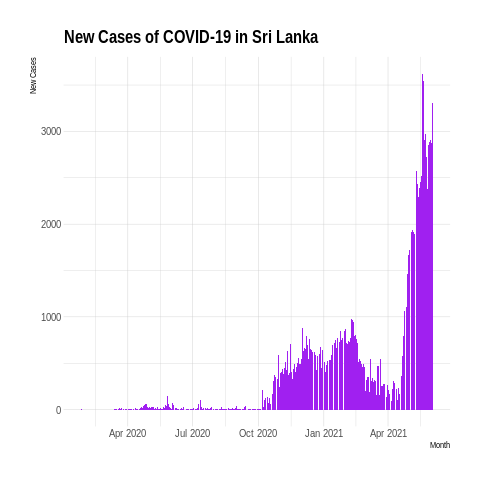 New Cases of COVID-19 in Sri Lanka
New Cases
3000
2000
1000
0
Apr 2020 Jul 2020 Oct 2020 Jan 2021 Apr 2021
Month